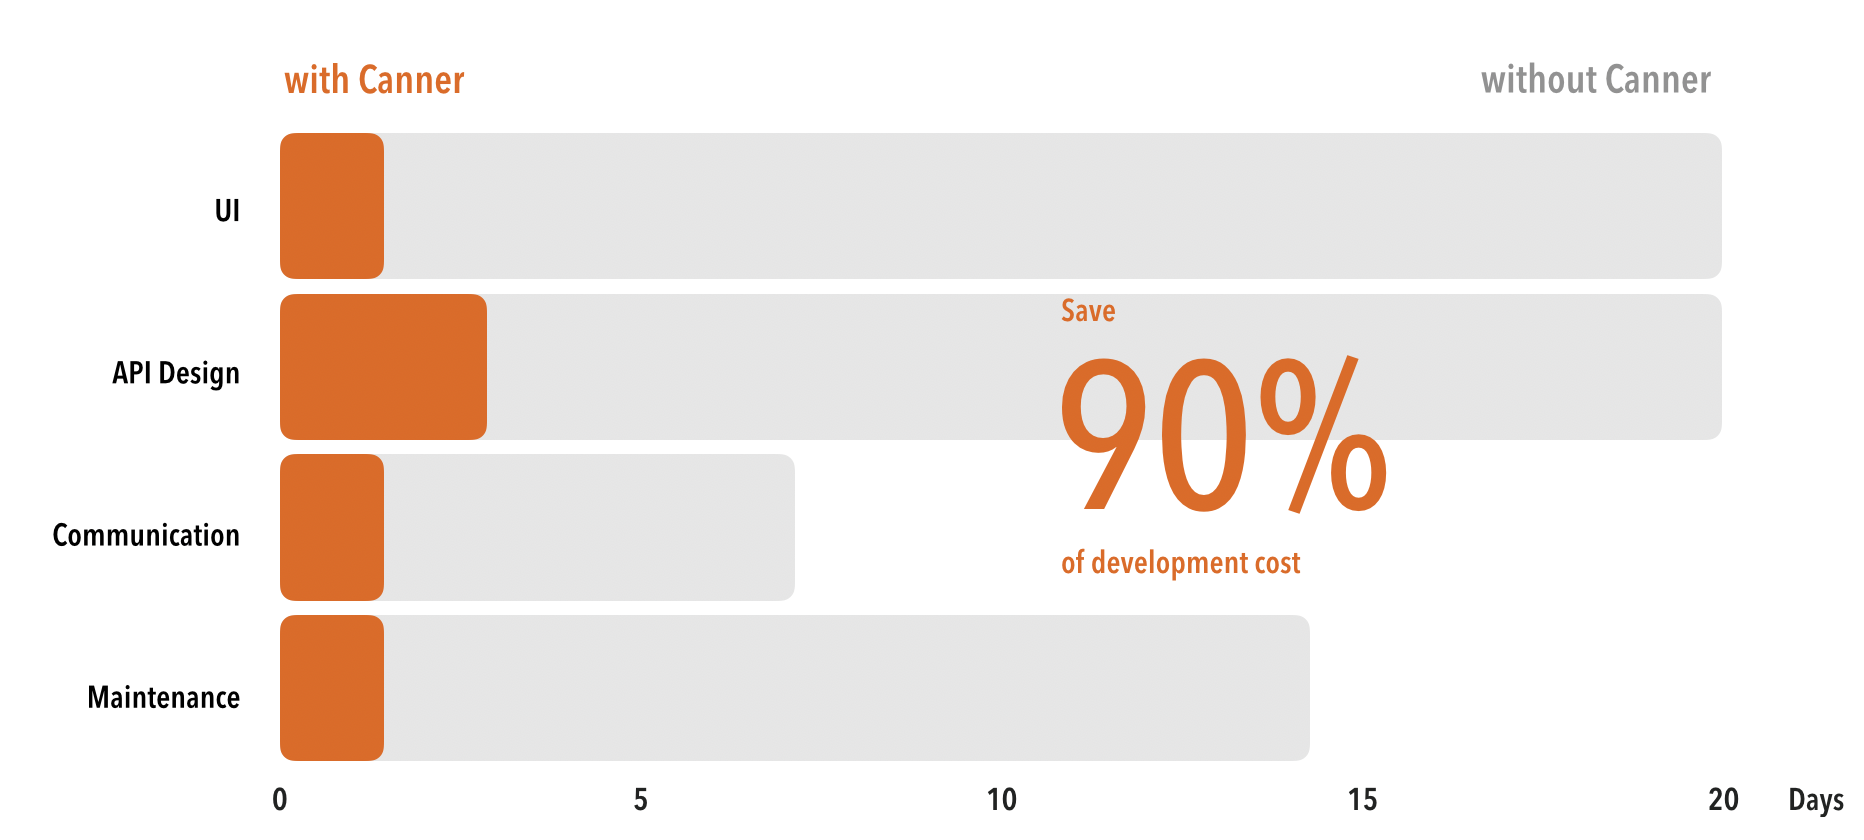 with Canner
without Canner
UI
API Design
Save
90%
of development cost
Communication
Maintenance
0 5 10 15 20 Days